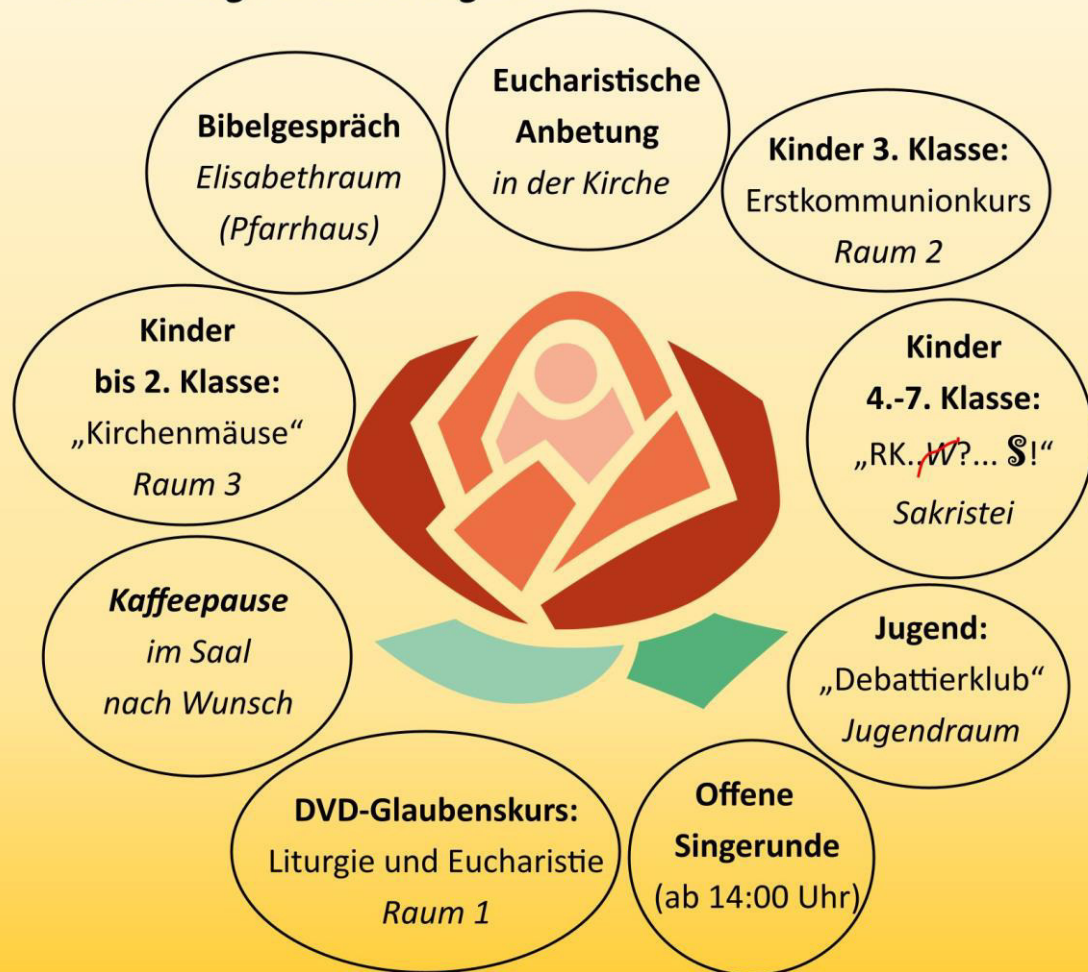 Eucharistische
Anbetung
in der Kirche
Kinder 3. Klasse:
Erstkommunionkurs
Raum 2
Kinder
4.-7. Klasse:
„RK..W?... S!“
Sakristei
Jugend:
„Debattierklub“
Jugendraum
Offene
Singerunde
(ab 14:00 Uhr)
DVD-Glaubenskurs:
Liturgie und Eucharistie
Raum 1
Kaffeepause
im Saal
nach Wunsch
Kinder
bis 2. Klasse:
„Kirchenmäuse“
Raum 3
Bibelgespräch
Elisabethraum
(Pfarrhaus)